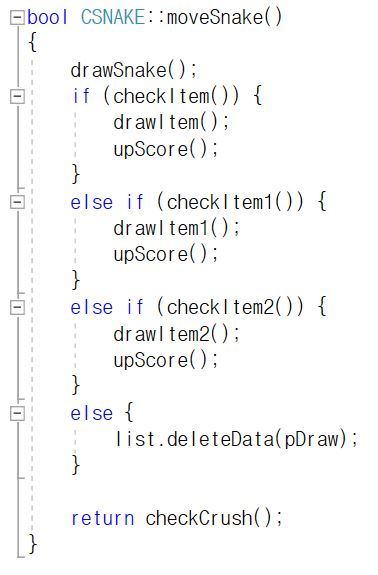 bool CSNAKE::moveSnake()
{
    drawSnake();
    if (checkItem()) {
        drawItem();
        upScore();
    }
    else if (checkItem1()) {
        drawItem1();
        upScore();
    }
    else if (checkItem2()) {
        drawItem2();
        upScore();
    }
    else {
        list.deleteData(pDraw);
    }

    return checkCrush();
}